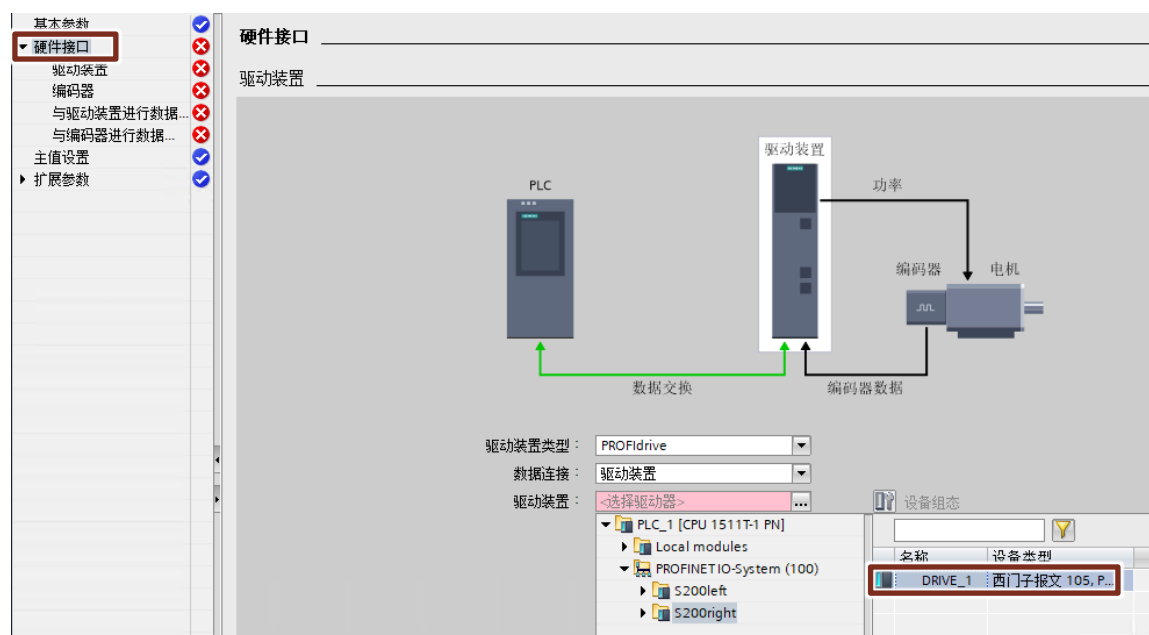 基本参数
硬件接口
驱动装置
编码器
与驱动装置进行数据...
与编码器进行数据...
主值设置
扩展参数
硬件接口
驱动装置
驱动装置
PLC
功率
编码器
电机
数据交换
编码器数据
驱动装置类型：
PROFIdrive
数据连接：
驱动装置
驱动装置：
<选择驱动器>
...
设备组态
PLC_1 [CPU 1511T-1 PN]
Local modules
PROFINET IO-System (100)
S200left
S200right
名称 设备类型
DRIVE_1 西门子报文 105, P...